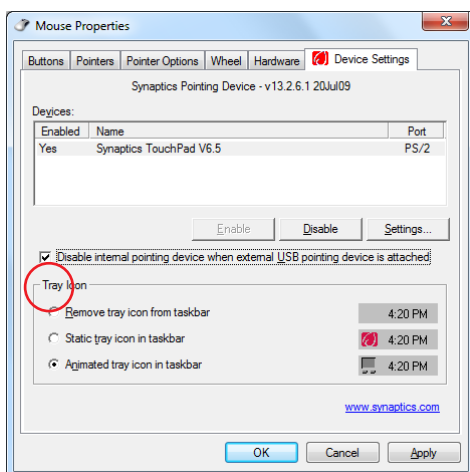 Mouse Properties
Buttons Pointers Pointer Options Wheel Hardware Device Settings
Synaptics Pointing Device - v13.2.6.1 20Jul09
Devices:
Enabled Name Port
Yes Synaptics TouchPad V6.5 PS/2
Enable Disable Settings...
Disable internal pointing device when external USB pointing device is attached
Tray Icon
Remove tray icon from taskbar 4:20 PM
Static tray icon in taskbar 4:20 PM
Animated tray icon in taskbar 4:20 PM
www.synaptics.com
OK Cancel Apply